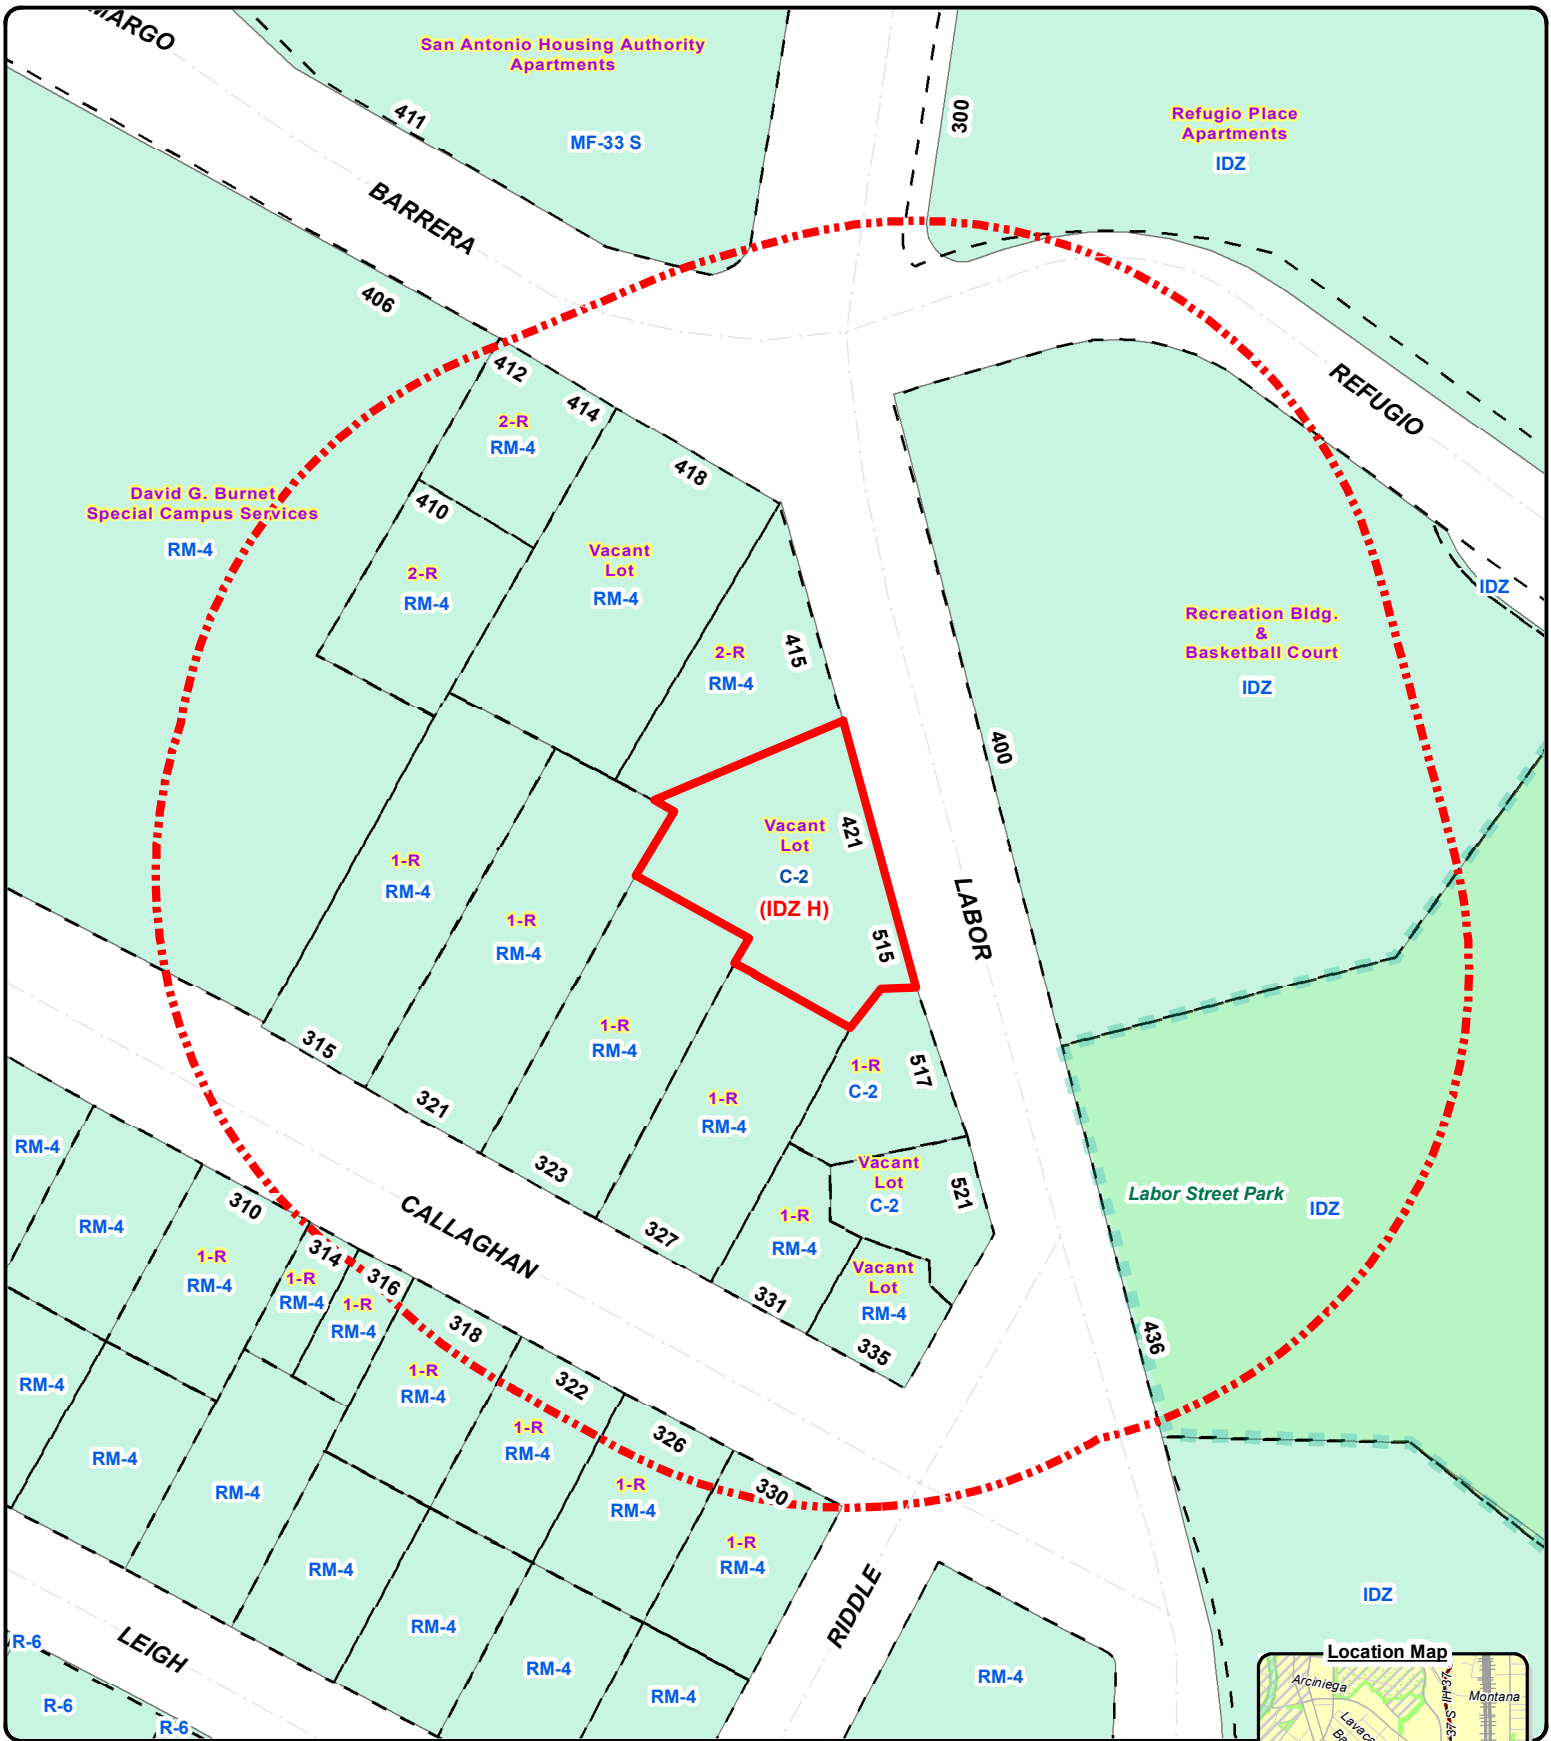 MARGO
San Antonio Housing Authority
Apartments
MF-33 S
411
300
Refugio Place
Apartments
IDZ
BARRERA
406
412
414
REFUGIO
2-R
RM-4
418
410
David G. Burnet
Special Campus Services
RM-4
2-R
RM-4
Vacant
Lot
RM-4
IDZ
2-R
RM-4
415
Recreation Bldg.
&
Basketball Court
IDZ
400
Vacant
Lot
421
C-2
(IDZ H)
515
LABOR
1-R
RM-4
1-R
RM-4
1-R
RM-4
315
321
1-R
RM-4
1-R
C-2
517
323
Vacant
Lot
C-2
521
Labor Street Park
IDZ
RM-4
RM-4
310
CALLAGHAN
327
1-R
RM-4
Vacant
Lot
RM-4
331
335
436
1-R
RM-4
314
1-R
RM-4
316
1-R
RM-4
318
1-R
RM-4
322
1-R
RM-4
326
1-R
RM-4
330
1-R
RM-4
RM-4
RM-4
RM-4
RM-4
RM-4
RM-4
RM-4
RIDDLE
RM-4
IDZ
LEIGH
R-6
R-6
R-6
Location Map
Arciniega
37 S IH 37
Montana
Lavaca
Ba